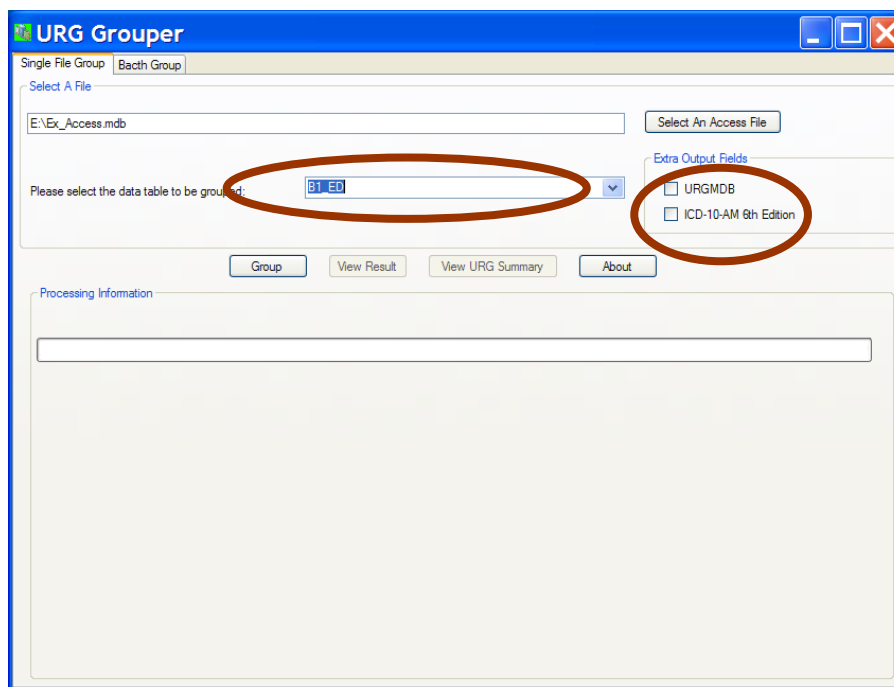 URG Grouper
Single File Group Bacth Group
Select A File
E:\Ex_Access.mdb
Select An Access File
Extra Output Fields
Please select the data table to be grouped:
B1_ED
URGMDB
ICD-10-AM 6th Edition
Group View Result View URG Summary About
Processing Information